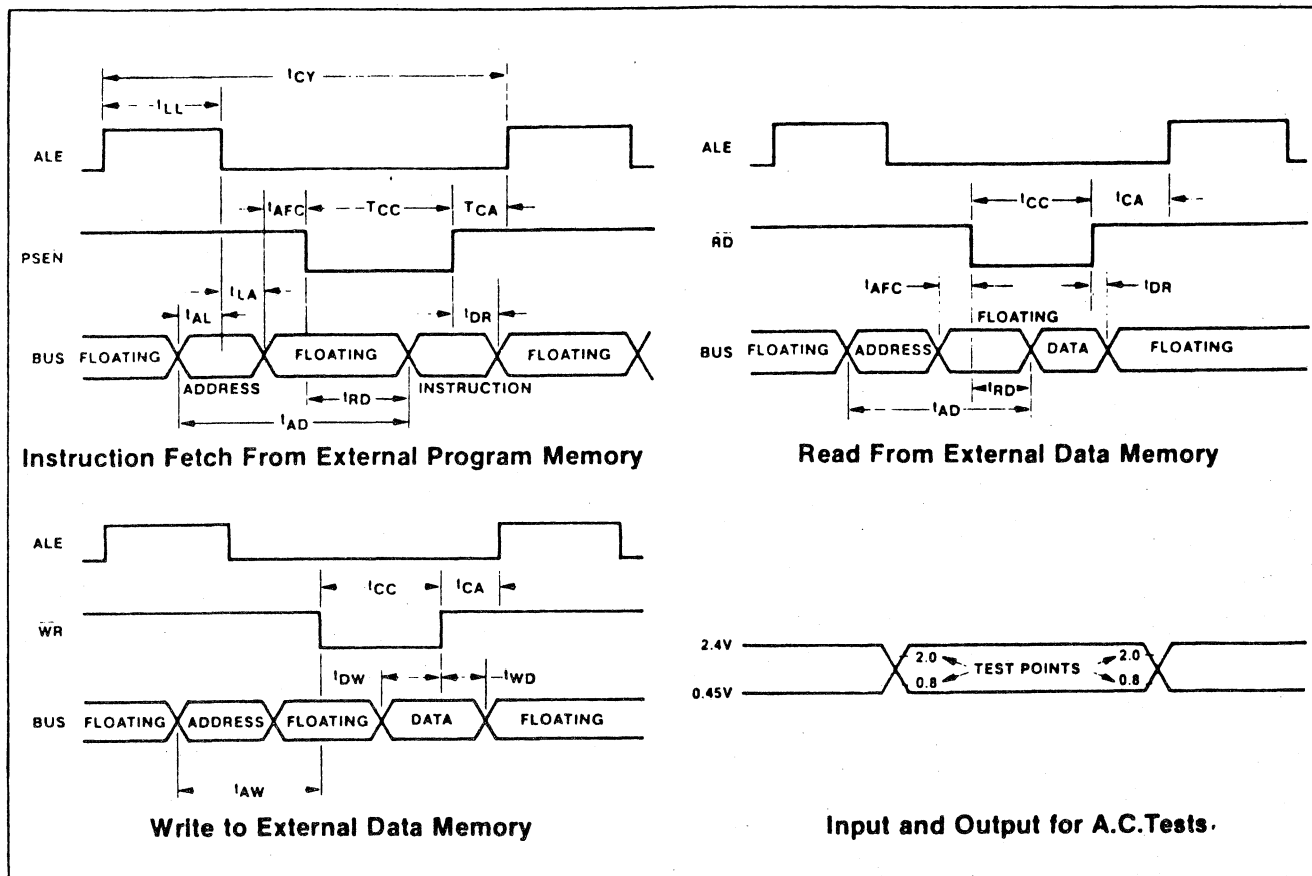 tCY
tLL
ALE
tAFC TCC TCA
PSEN
tLA
tAL
tDR
BUS FLOATING FLOATING FLOATING
ADDRESS INSTRUCTION
tRD
tAD
Instruction Fetch From External Program Memory
ALE
tCC tCA
RD
tAFC tDR
FLOATING
BUS FLOATING ADDRESS DATA FLOATING
tRD
tAD
Read From External Data Memory
ALE
tCC tCA
WR
tDW tWD
BUS FLOATING ADDRESS FLOATING DATA FLOATING
tAW
Write to External Data Memory
2.4V
2.0 TEST POINTS 2.0
0.8 0.8
0.45V
Input and Output for A.C.Tests.